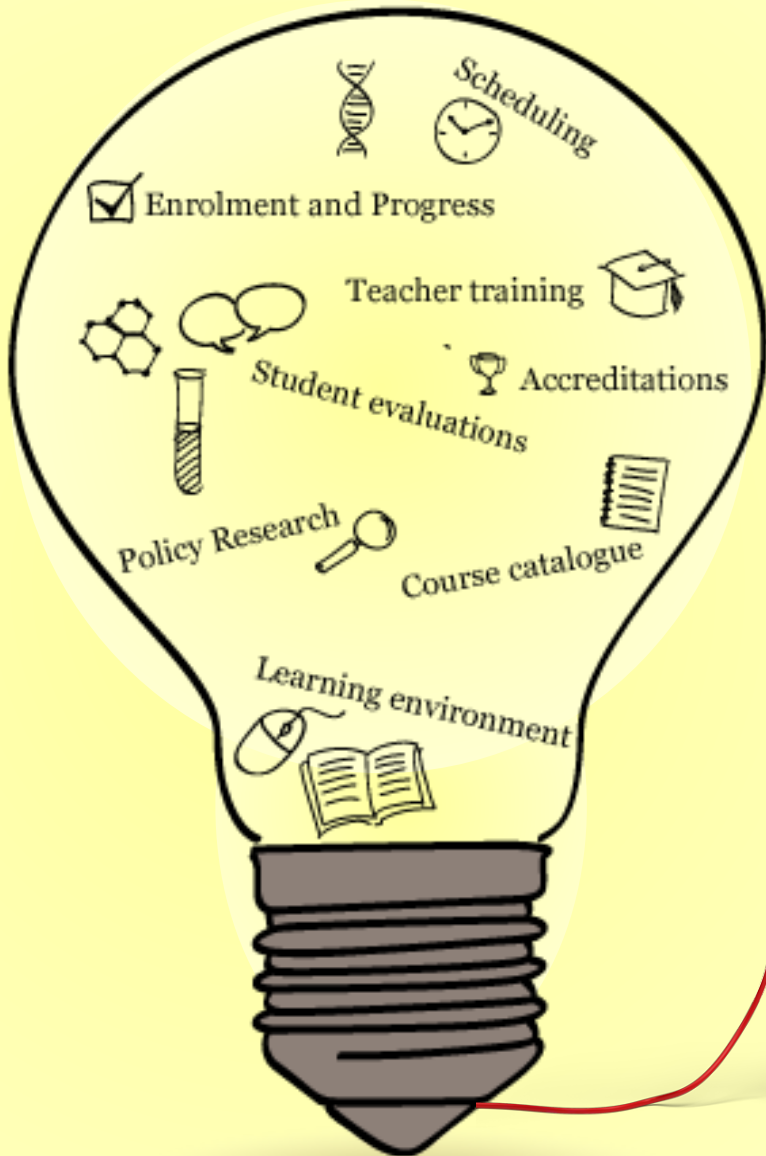 Scheduling
Enrolment and Progress
Teacher training
Accreditations
Student evaluations
Policy Research
Course catalogue
Learning environment